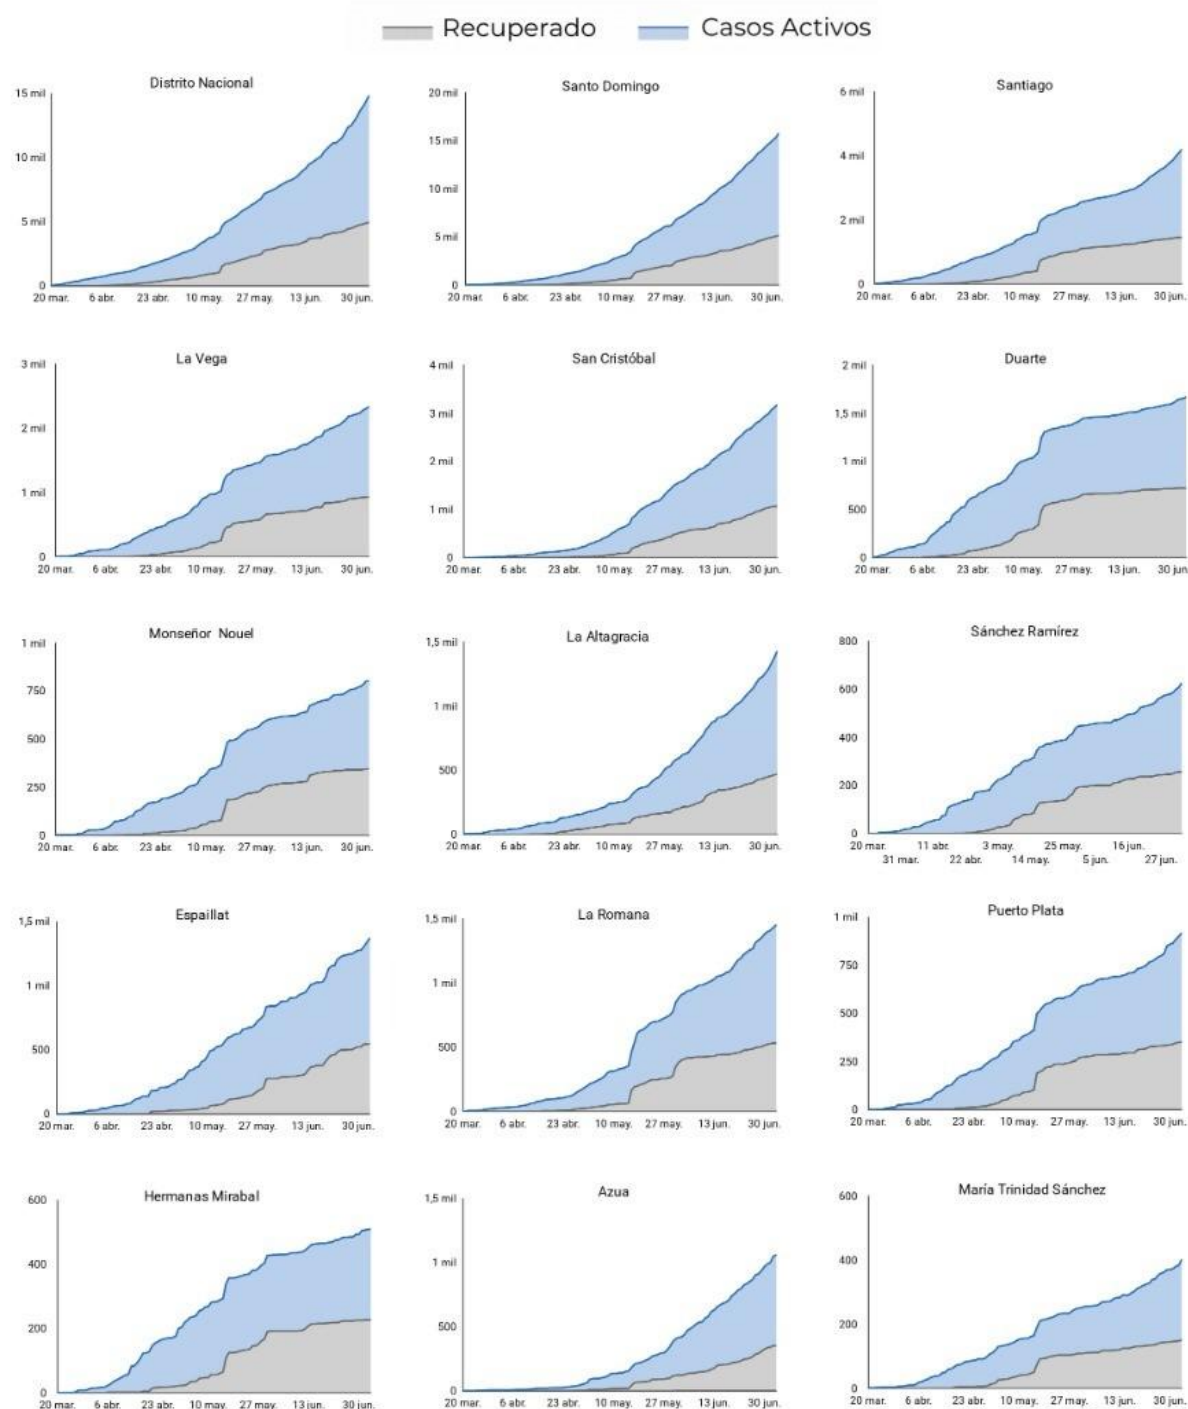 Recuperado Casos Activos
Distrito Nacional
15 mil
10 mil
5 mil
0
20 mar. 6 abr. 23 abr. 10 may. 27 may. 13 jun. 30 jun.
Santo Domingo
20 mil
15 mil
10 mil
5 mil
0
20 mar. 6 abr. 23 abr. 10 may. 27 may. 13 jun. 30 jun.
Santiago
6 mil
4 mil
2 mil
0
20 mar. 6 abr. 23 abr. 10 may. 27 may. 13 jun. 30 jun.
La Vega
3 mil
2 mil
1 mil
0
20 mar. 6 abr. 23 abr. 10 may. 27 may. 13 jun. 30 jun.
San Cristóbal
4 mil
3 mil
2 mil
1 mil
0
20 mar. 6 abr. 23 abr. 10 may. 27 may. 13 jun. 30 jun.
Duarte
2 mil
1,5 mil
1 mil
500
0
20 mar. 6 abr. 23 abr. 10 may. 27 may. 13 jun. 30 jun.
Monseñor Nouel
1 mil
750
500
250
0
20 mar. 6 abr. 23 abr. 10 may. 27 may. 13 jun. 30 jun.
La Altagracia
1,5 mil
1 mil
500
0
20 mar. 6 abr. 23 abr. 10 may. 27 may. 13 jun. 30 jun.
Sánchez Ramírez
800
600
400
200
0
20 mar. 11 abr. 3 may. 25 may. 16 jun.
31 mar. 22 abr. 14 may. 5 jun. 27 jun.
Espaillat
1,5 mil
1 mil
500
0
20 mar. 6 abr. 23 abr. 10 may. 27 may. 13 jun. 30 jun.
La Romana
1,5 mil
1 mil
500
0
20 mar. 6 abr. 23 abr. 10 may. 27 may. 13 jun. 30 jun.
Puerto Plata
1 mil
750
500
250
0
20 mar. 6 abr. 23 abr. 10 may. 27 may. 13 jun. 30 jun.
Hermanas Mirabal
600
400
200
0
20 mar. 6 abr. 23 abr. 10 may. 27 may. 13 jun. 30 jun.
Azua
1,5 mil
1 mil
500
0
20 mar. 6 abr. 23 abr. 10 may. 27 may. 13 jun. 30 jun.
María Trinidad Sánchez
600
400
200
0
20 mar. 6 abr. 23 abr. 10 may. 27 may. 13 jun. 30 jun.